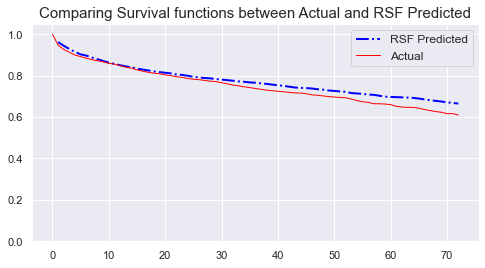 Comparing Survival functions between Actual and RSF Predicted
1.0
RSF Predicted
Actual
0.8
0.6
0.4
0.2
0.0
0 10 20 30 40 50 60 70